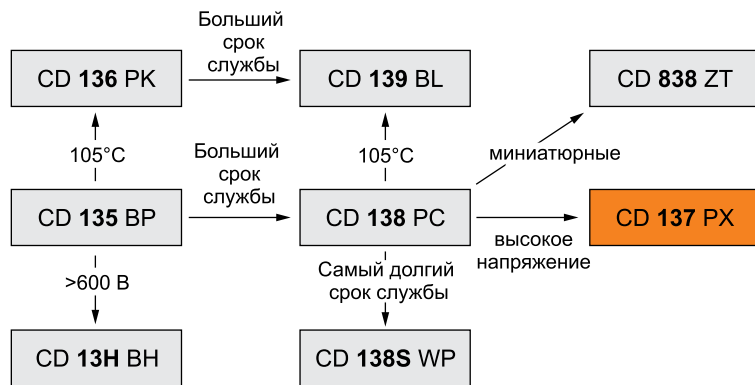 Больший
срок
службы
CD 136 PK
CD 139 BL
CD 838 ZT
105°C
Больший
срок
службы
105°C
миниатюрные
CD 135 BP
CD 138 PC
CD 137 PX
высокое
напряжение
>600 В
Самый долгий
срок службы
CD 13H BH
CD 138S WP